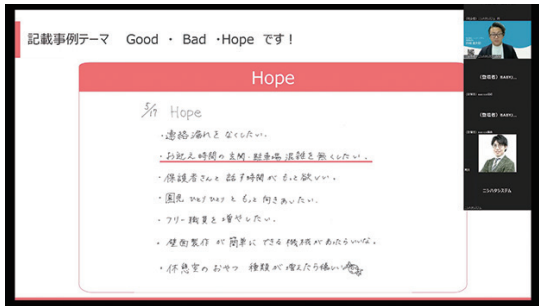 記載事例テーマ Good ・ Bad ・Hope です！
Hope
5/17 Hope
・連絡漏れをなくしたい。
・お迎え時間の玄関・駐車場混雑を無くしたい。
・保護者さんと話す時間がもっと欲しい。
・園児ひとりひとりともっと向きあいたい。
・フリー職員を増やしたい。
・壁面製作が簡単にできる機械があったらいいな。
・休憩室のおやつ種類が増えたら嬉しい
ニシハタシステム